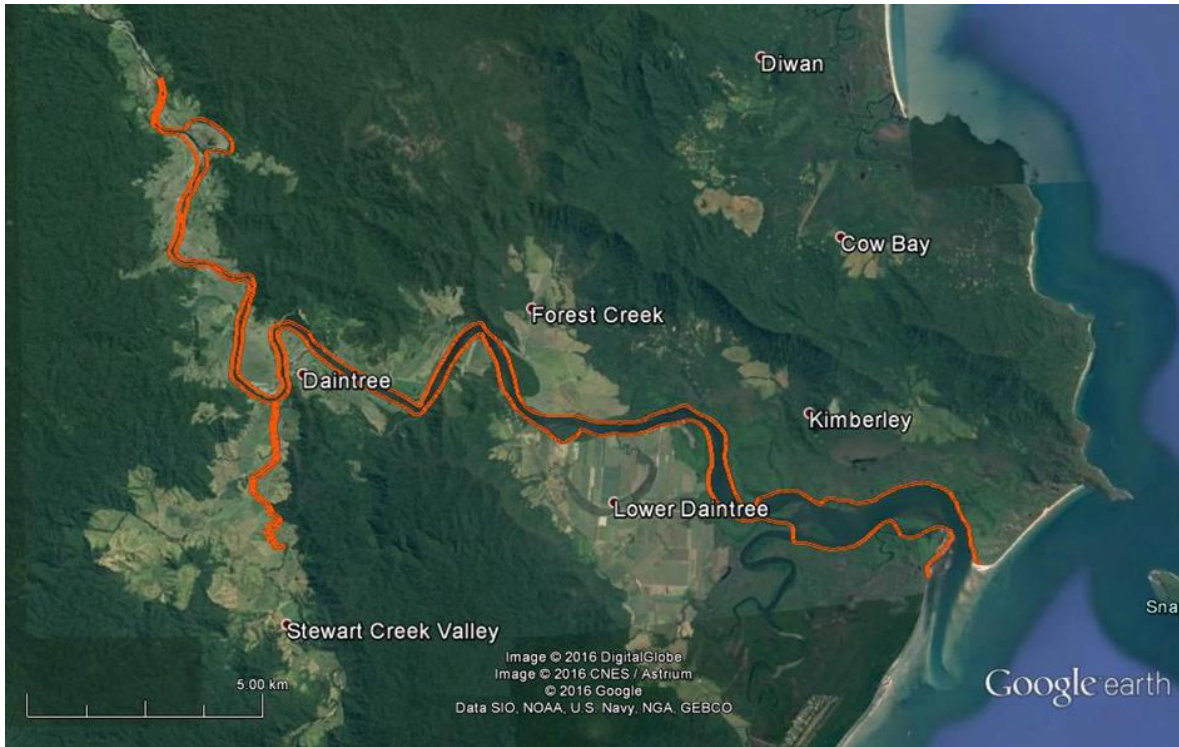 Diwan
Cow Bay
Forest Creek
Daintree
Kimberley
Lower Daintree
Sna
Stewart Creek Valley
Image © 2016 DigitalGlobe
Image © 2016 CNES / Astrium
© 2016 Google
Data SIO, NOAA, U.S. Navy, NGA, GEBCO
5.00 km
Google earth